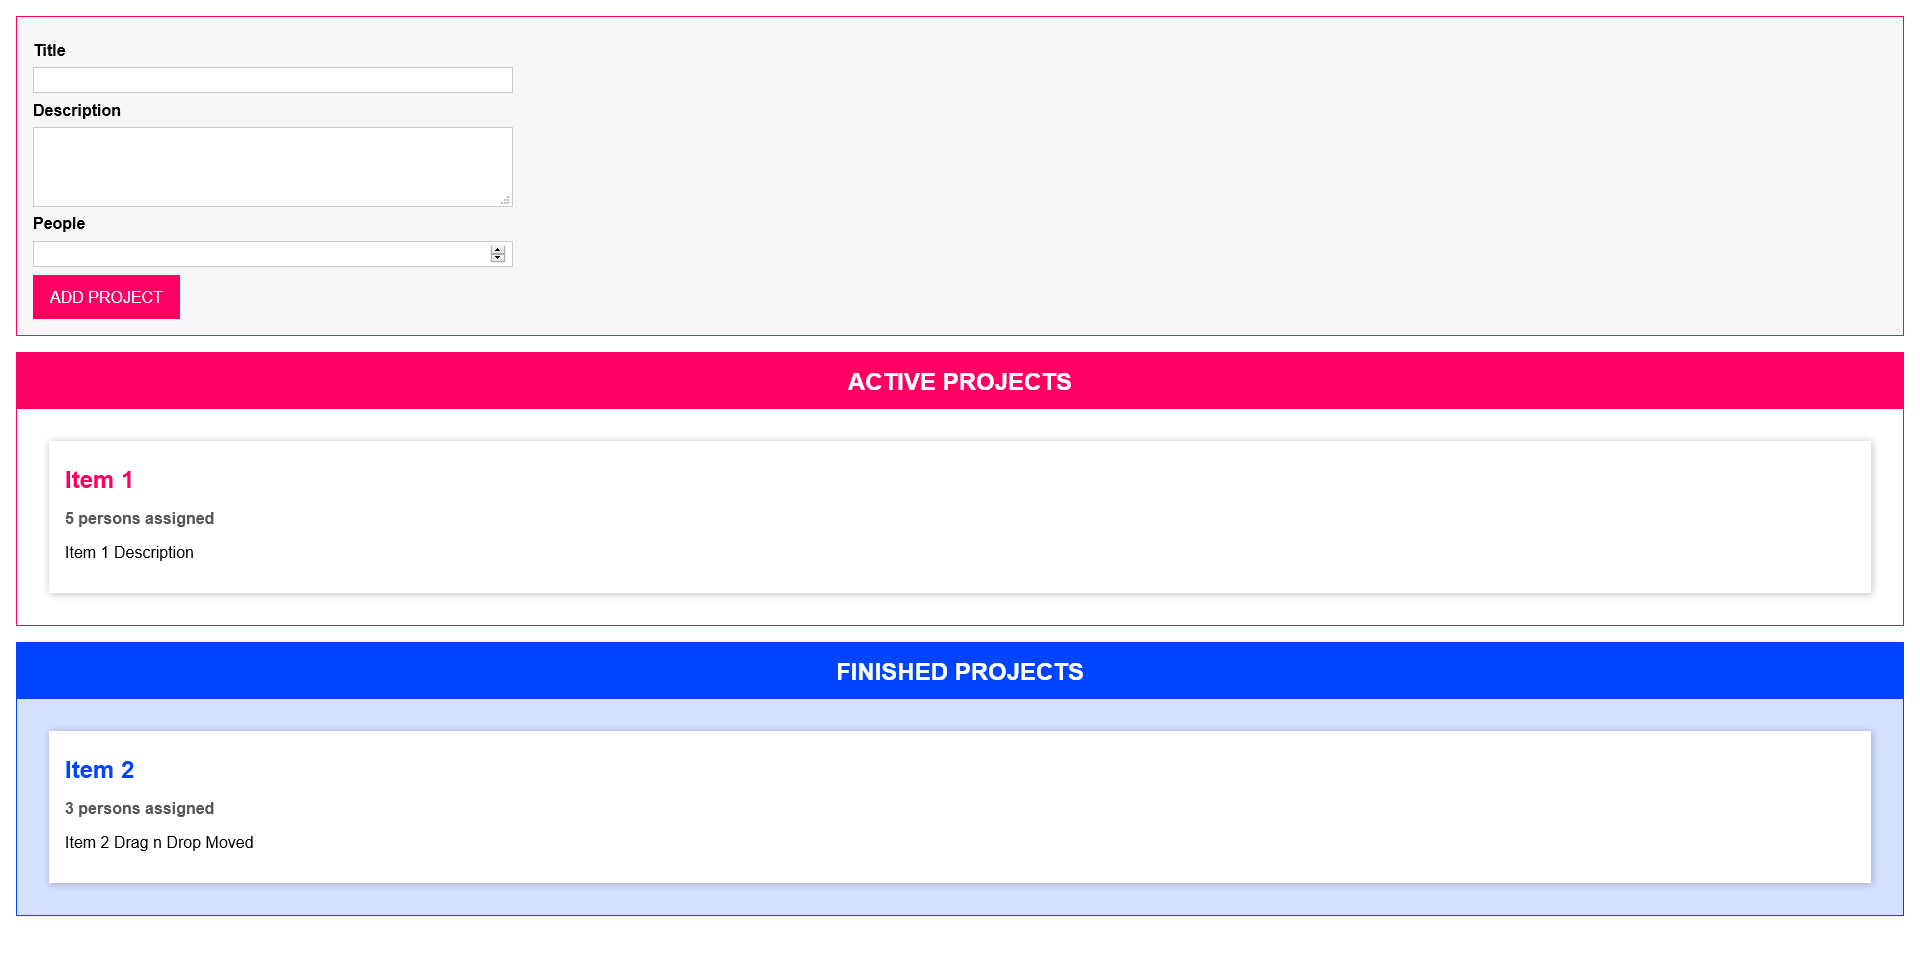 Title
Description
People
ADD PROJECT
ACTIVE PROJECTS
Item 1
5 persons assigned
Item 1 Description
FINISHED PROJECTS
Item 2
3 persons assigned
Item 2 Drag n Drop Moved